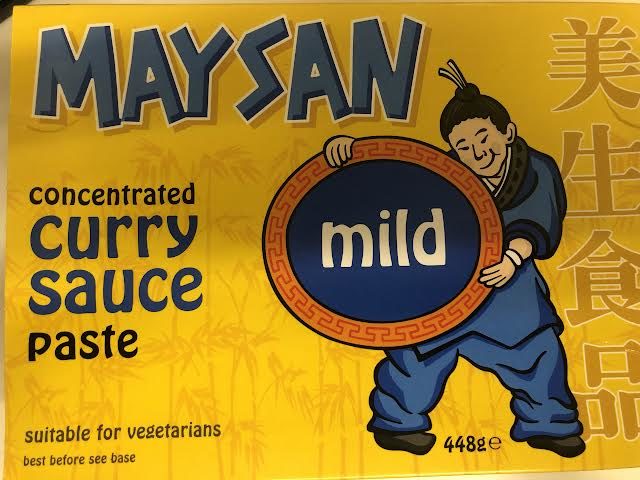 MAYSAN
concentrated
curry
sauce
paste
mild
suitable for vegetarians
best before see base
448g℮
美生食品